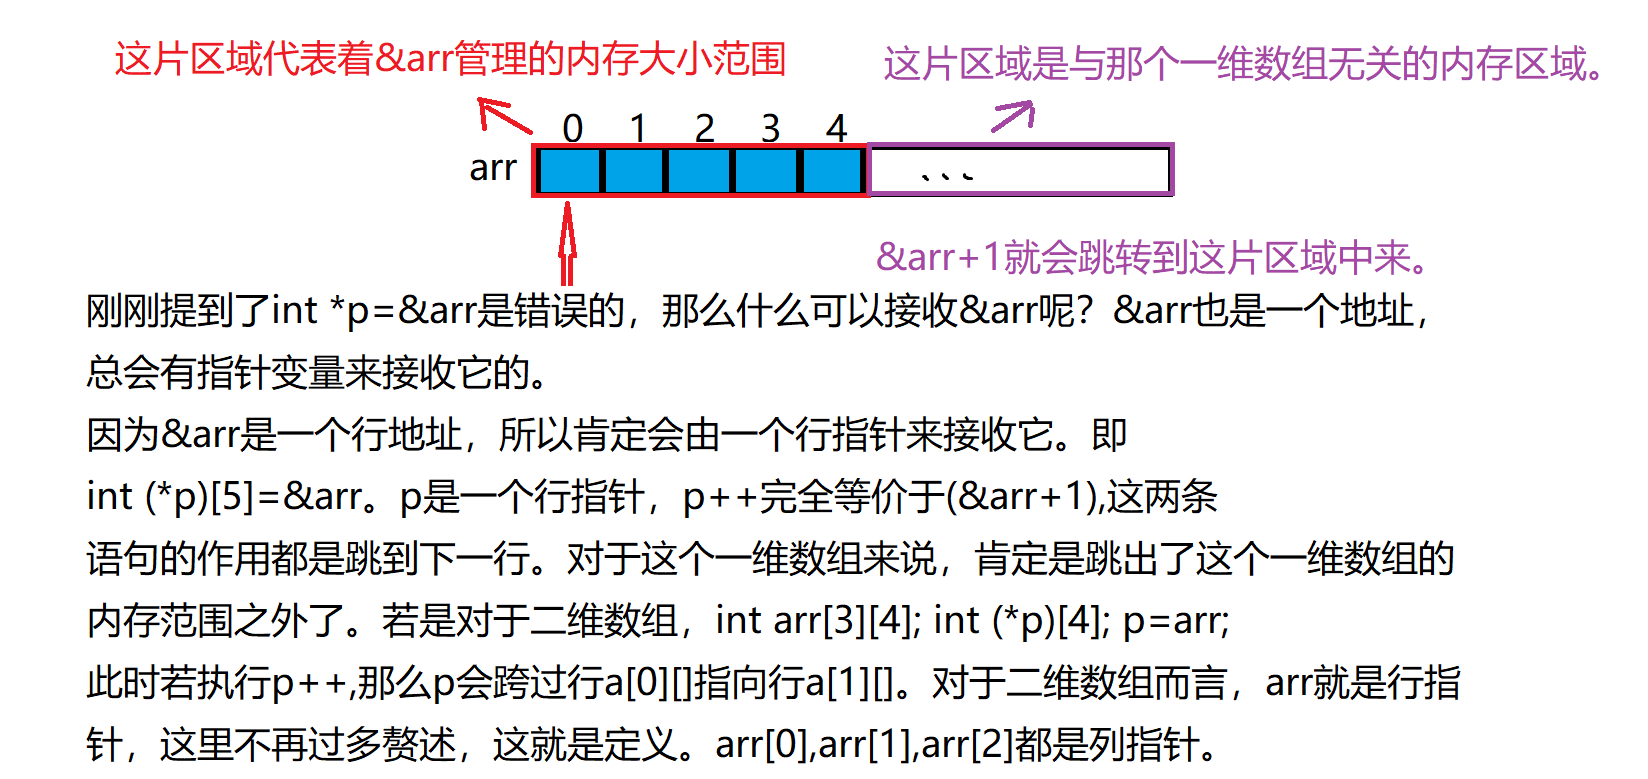 这片区域代表着&arr管理的内存大小范围
这片区域是与那个一维数组无关的内存区域。
0 1 2 3 4
arr
&arr+1就会跳转到这片区域中来。
刚刚提到了int *p=&arr是错误的，那么什么可以接收&arr呢？&arr也是一个地址，
总会有指针变量来接收它的。
因为&arr是一个行地址，所以肯定会由一个行指针来接收它。即
int (*p)[5]=&arr。p是一个行指针，p++完全等价于(&arr+1),这两条
语句的作用都是跳到下一行。对于这个一维数组来说，肯定是跳出了这个一维数组的
内存范围之外了。若是对于二维数组，int arr[3][4]; int (*p)[4]; p=arr;
此时若执行p++,那么p会跨过行a[0][]指向行a[1][]。对于二维数组而言，arr就是行指
针，这里不再过多赘述，这就是定义。arr[0],arr[1],arr[2]都是列指针。